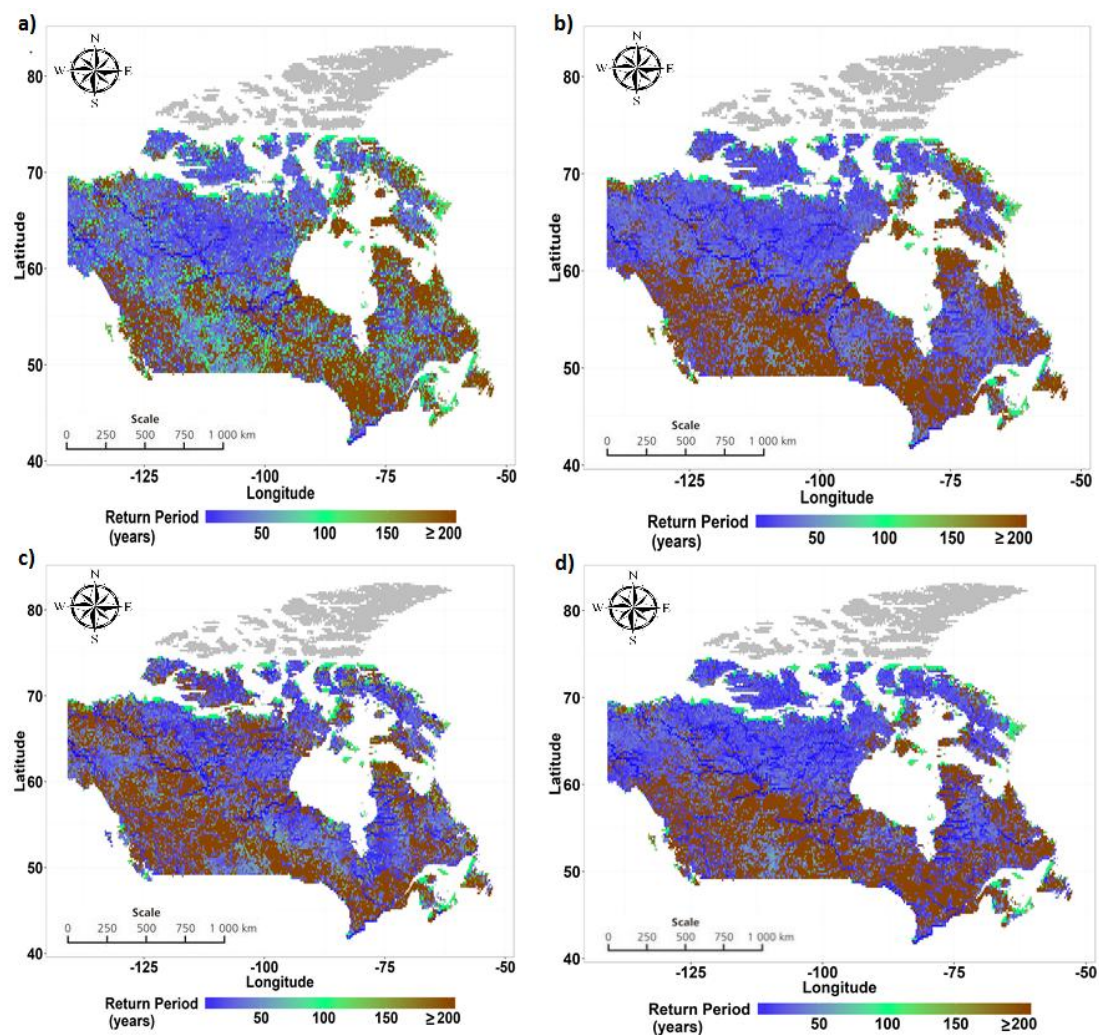 a)
N
W E
S
80
70
60
50
40
Latitude
Scale
0 250 500 750 1 000 km
-125 -100 -75 -50
Longitude
Return Period
(years)
50 100 150 ≥ 200
b)
N
W E
S
80
70
60
50
40
Latitude
Scale
0 250 500 750 1 000 km
-125 -100 -75 -50
Longitude
Return Period
(years)
50 100 150 ≥ 200
c)
N
W E
S
80
70
60
50
40
Latitude
Scale
0 250 500 750 1 000 km
-125 -100 -75 -50
Longitude
Return Period
(years)
50 100 150 ≥200
d)
N
W E
S
80
70
60
50
40
Latitude
Scale
0 250 500 750 1 000 km
-125 -100 -75 -50
Longitude
Return Period
(years)
50 100 150 ≥200